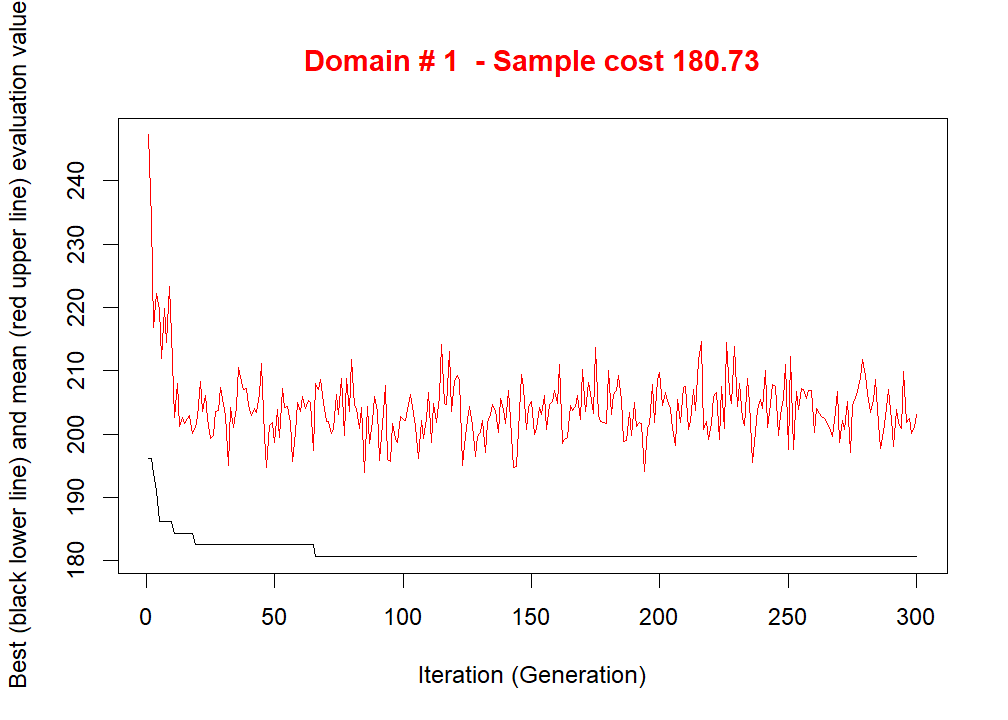 Domain # 1  - Sample cost 180.73
Best (black lower line) and mean (red upper line) evaluation value
240
230
220
210
200
190
180
0 50 100 150 200 250 300
Iteration (Generation)